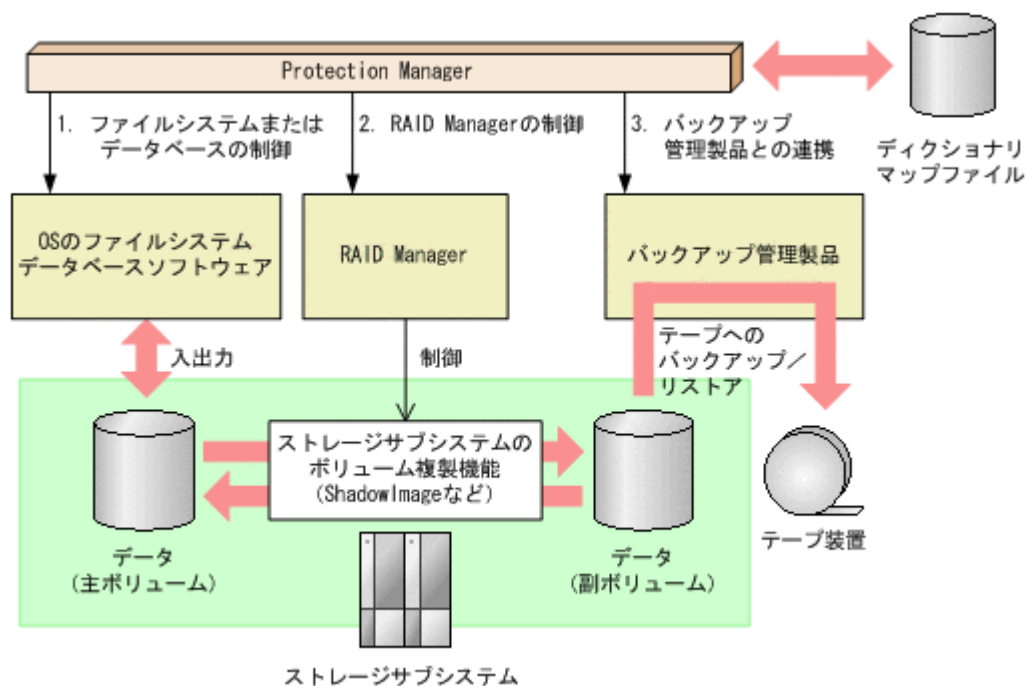 Protection Manager
1. ファイルシステムまたは
データベースの制御
2. RAID Managerの制御
3. バックアップ
管理製品との連携
ディクショナリ
マップファイル
OSのファイルシステム
データベースソフトウェア
RAID Manager
バックアップ管理製品
入出力
制御
テープへの
バックアップ／
リストア
ストレージサブシステムの
ボリューム複製機能
(ShadowImageなど)
データ
(主ボリューム)
データ
(副ボリューム)
テープ装置
ストレージサブシステム